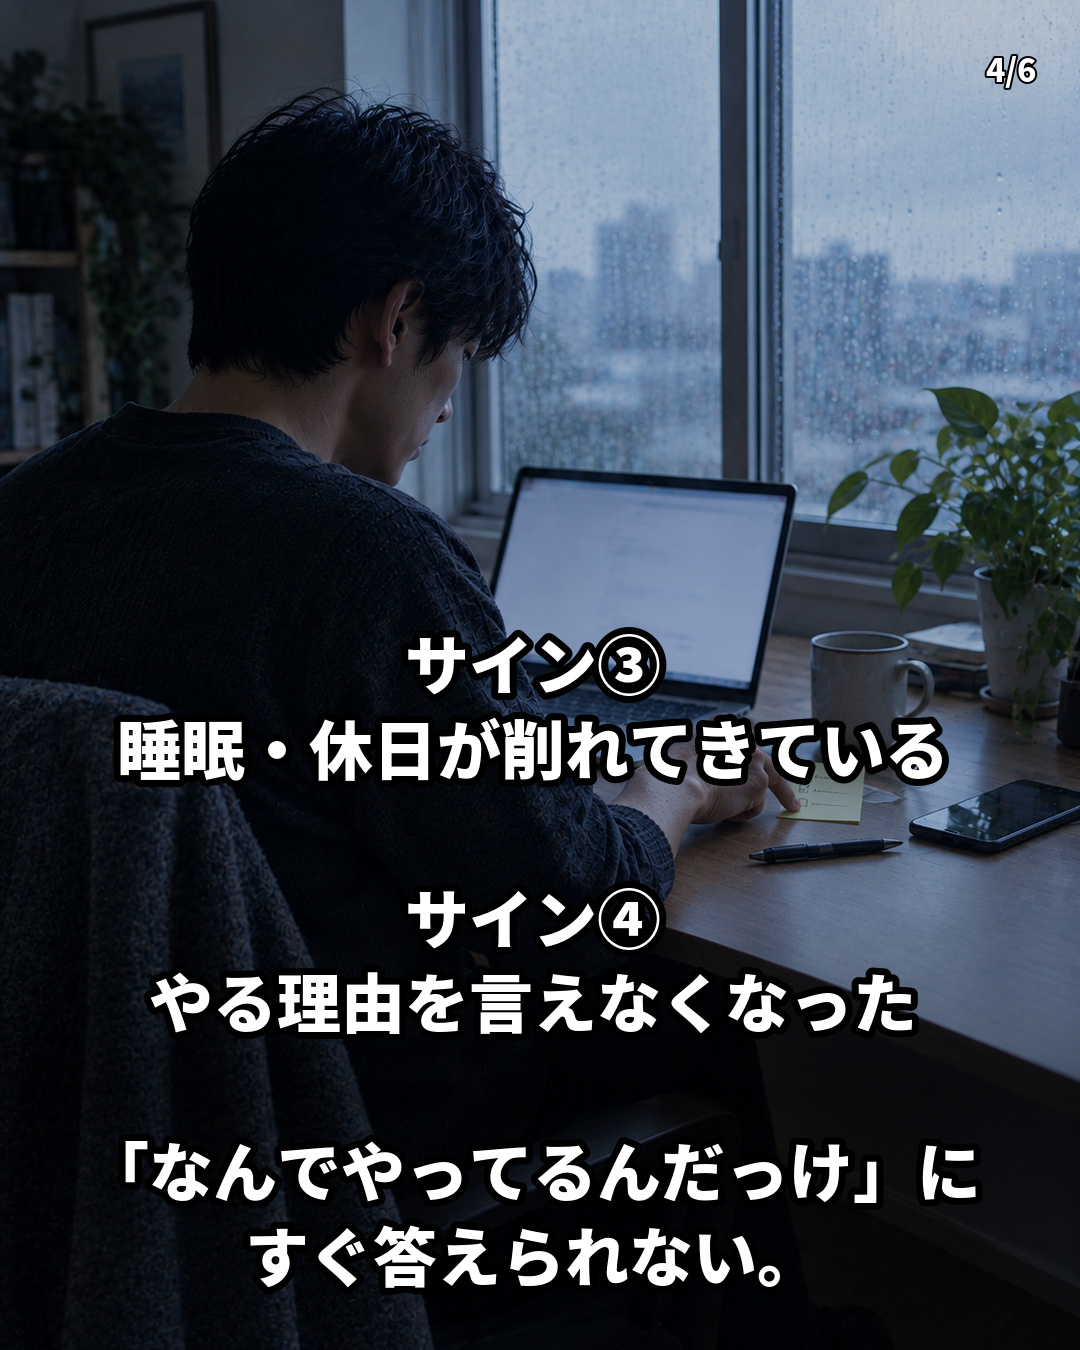 4/6
サイン③
睡眠・休日が削れてきている
サイン④
やる理由を言えなくなった
「なんでやってるんだっけ」に
すぐ答えられない。